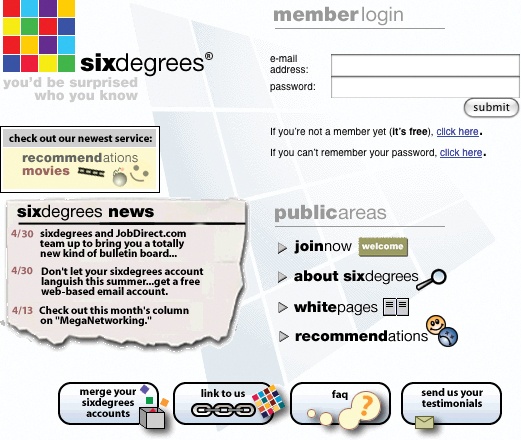 sixdegrees®
you'd be surprised
who you know
check out our newest service:
recommendations
movies
sixdegrees news
4/30 sixdegrees and JobDirect.com
team up to bring you a totally
new kind of bulletin board...
4/30 Don't let your sixdegrees account
languish this summer...get a free
web-based email account.
4/13 Check out this month's column
on "MegaNetworking."
memberlogin
e-mail
address:
password:
submit
If you're not a member yet (it's free), click here.
If you can't remember your password, click here.
publicareas
joinnow welcome
about sixdegrees
whitepages
recommendations
merge your
sixdegrees
accounts
link to us
faq
?
send us your
testimonials